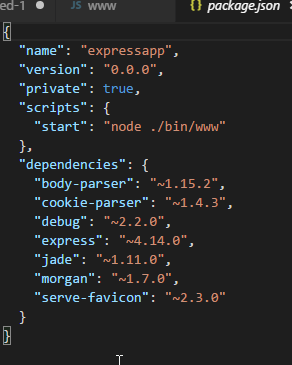 ed-1 JS www {} package.json
{
  "name": "expressapp",
  "version": "0.0.0",
  "private": true,
  "scripts": {
    "start": "node ./bin/www"
  },
  "dependencies": {
    "body-parser": "~1.15.2",
    "cookie-parser": "~1.4.3",
    "debug": "~2.2.0",
    "express": "~4.14.0",
    "jade": "~1.11.0",
    "morgan": "~1.7.0",
    "serve-favicon": "~2.3.0"
  }
}